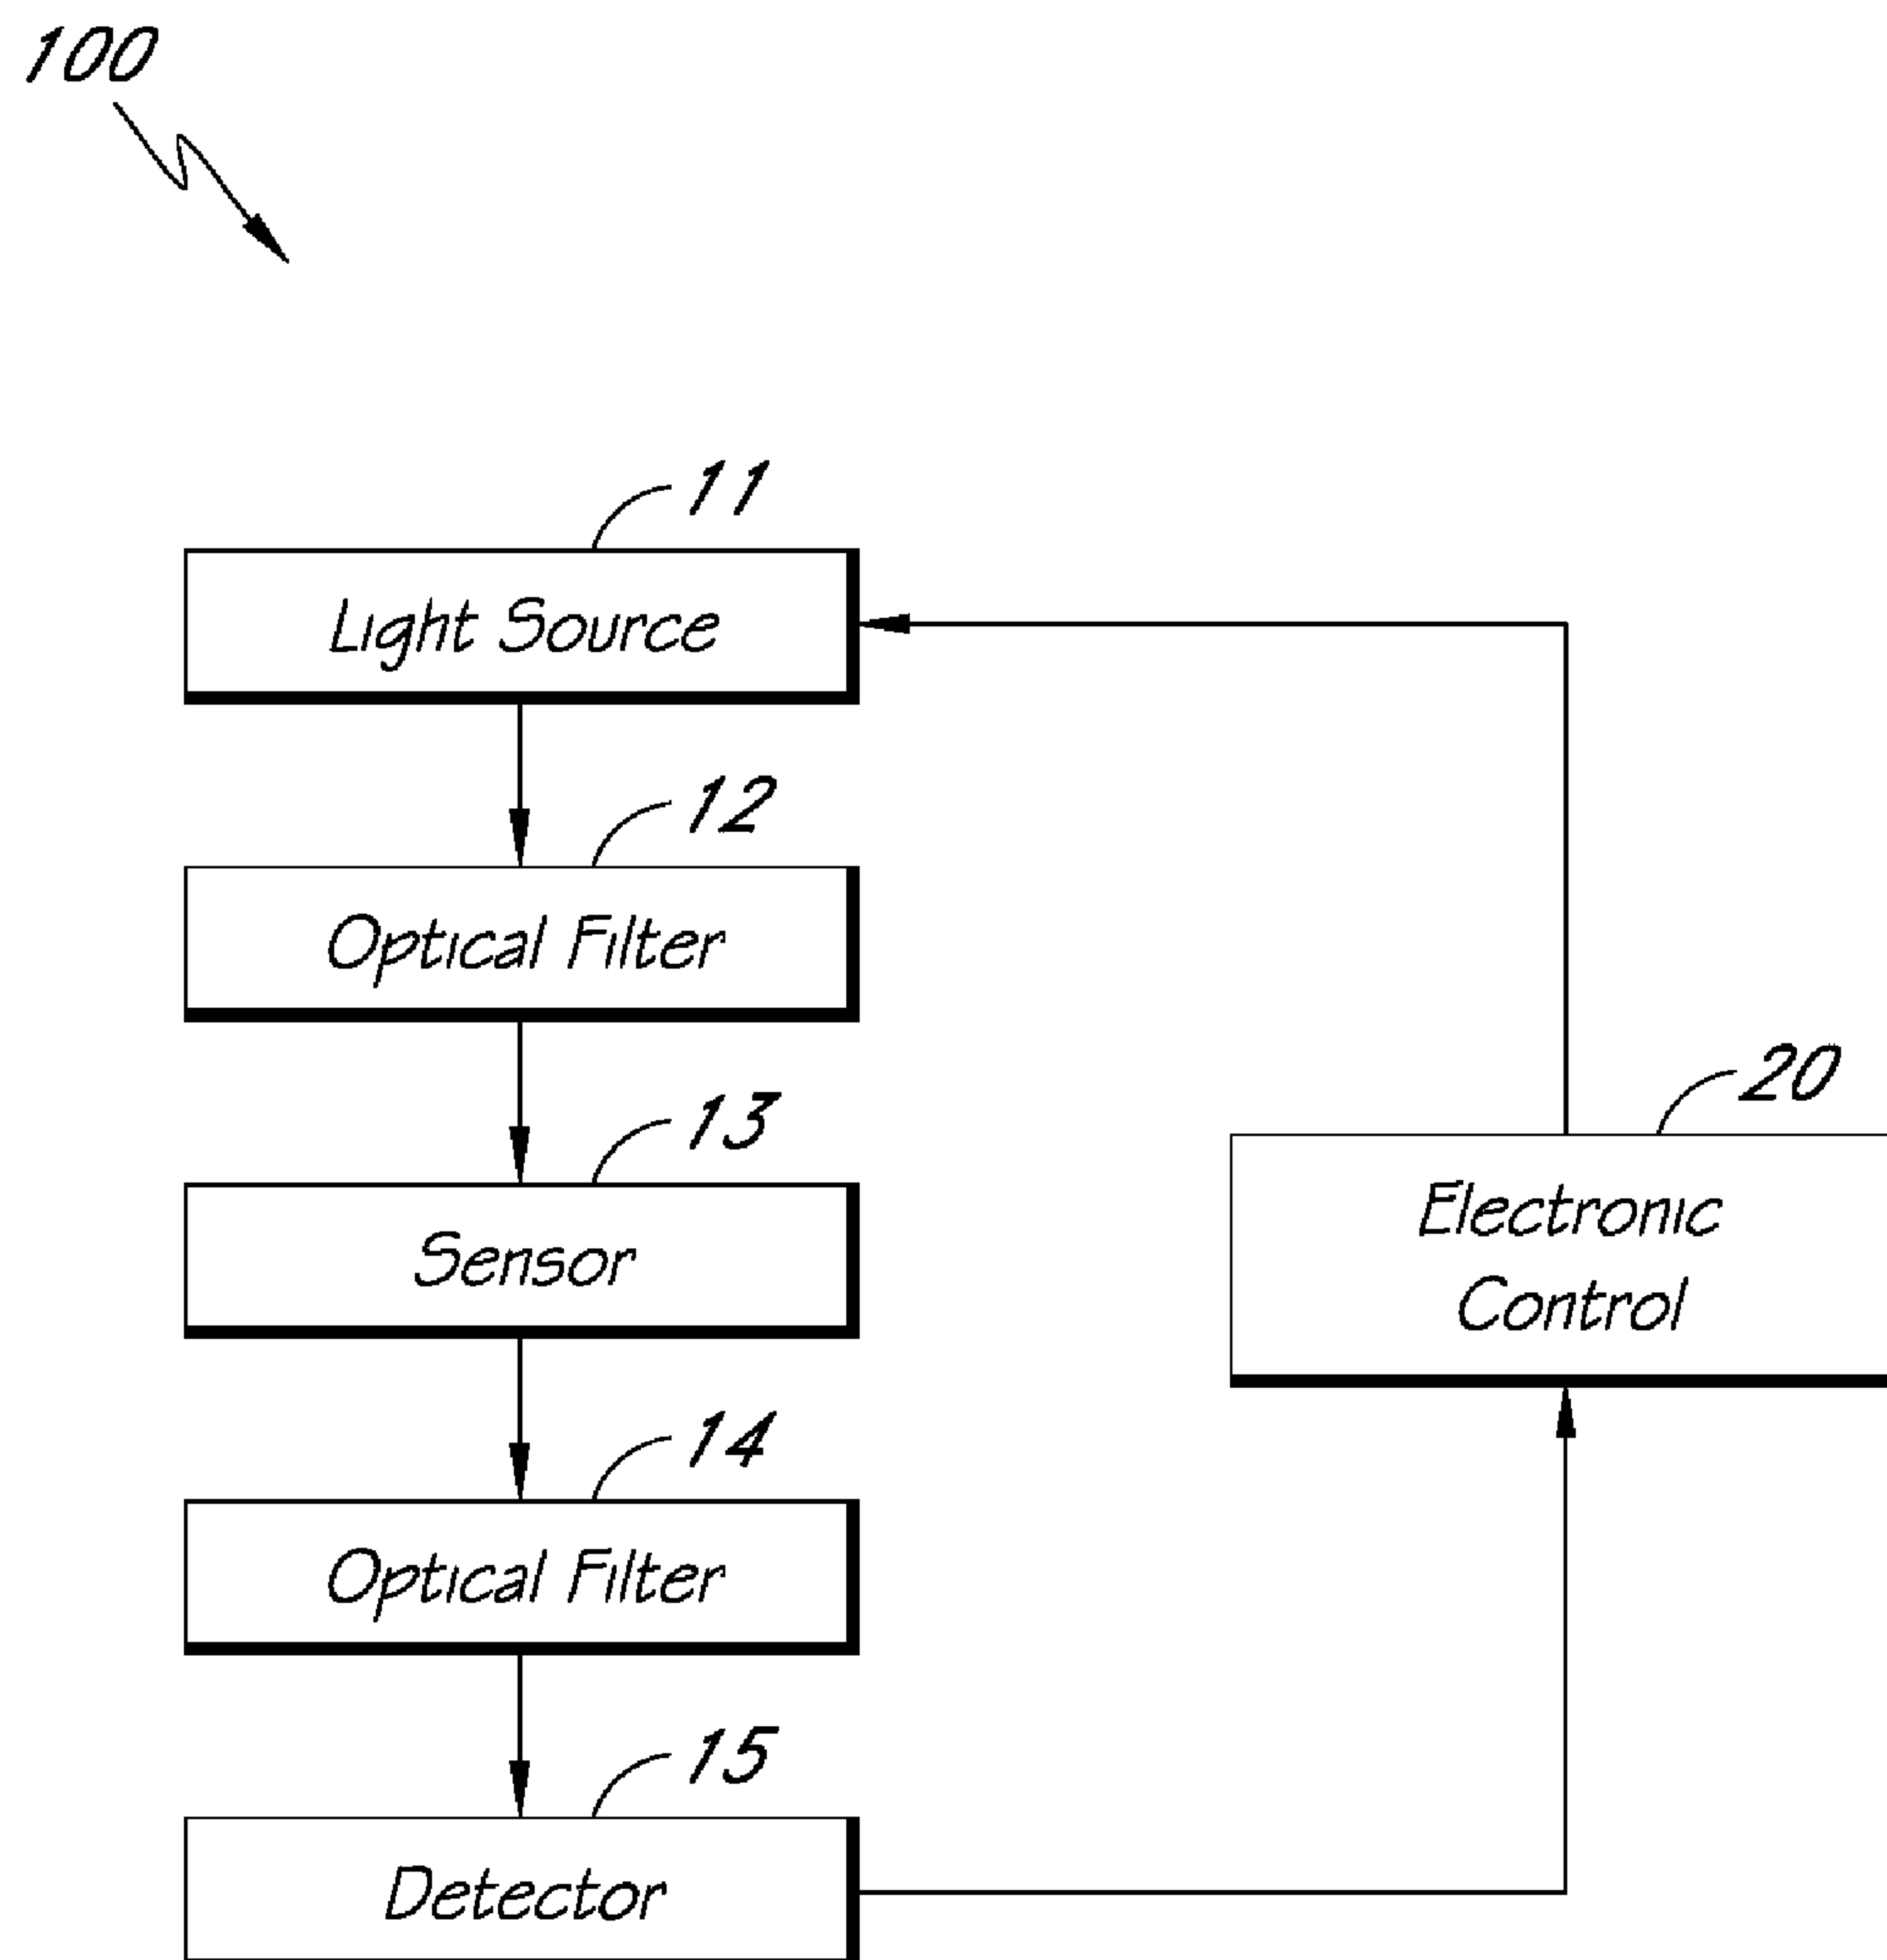 100
11
Light Source
12
Optical Filter
13
Sensor
14
Optical Filter
15
Detector
20
Electronic
Control